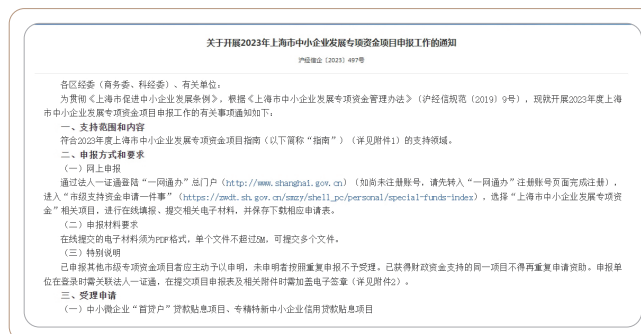 关于开展2023年上海市中小企业发展专项资金项目申报工作的通知
沪经信企〔2023〕497号
各区经委（商务委、科经委）、有关单位：
为贯彻《上海市促进中小企业发展条例》，根据《上海市中小企业发展专项资金管理办法》（沪经信规范〔2019〕9号），现就开展2023年度上海
市中小企业发展专项资金项目申报工作的有关事项通知如下：
一、支持范围和内容
符合2023年度上海市中小企业发展专项资金项目指南（以下简称“指南”）（详见附件1）的支持领域。
二、申报方式和要求
（一）网上申报
通过法人一证通登陆“一网通办”总门户（http://www.shanghai.gov.cn）（如尚未注册账号，请先转入“一网通办”注册账号页面完成注册），
进入“市级支持资金申请一件事”（https://zwdt.sh.gov.cn/smzy/shell_pc/personal/special-funds-index），选择“上海市中小企业发展专项资
金”相关项目，进行在线填报、提交相关电子材料，并保存下载相应申请表。
（二）申报材料要求
在线提交的电子材料须为PDF格式，单个文件不超过5M，可提交多个文件。
（三）特别说明
已申报其他市级专项资金项目者应主动予以申明，未申明者按照重复申报不予受理。已获得财政资金支持的同一项目不得再重复申请资助。申报单
位在登录时需关联法人一证通，在提交项目申报表及相关附件时需加盖电子签章（详见附件2）。
三、受理申请
（一）中小微企业“首贷户”贷款贴息项目、专精特新中小企业信用贷款贴息项目